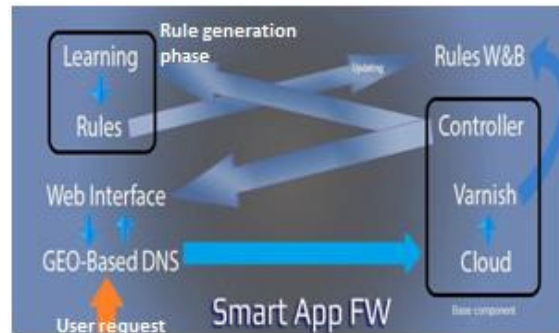 Rule generation
phase
Learning
Rules
Updating
Rules W&B
Controller
Varnish
Cloud
Base component
Web Interface
GEO-Based DNS
User request
Smart App FW